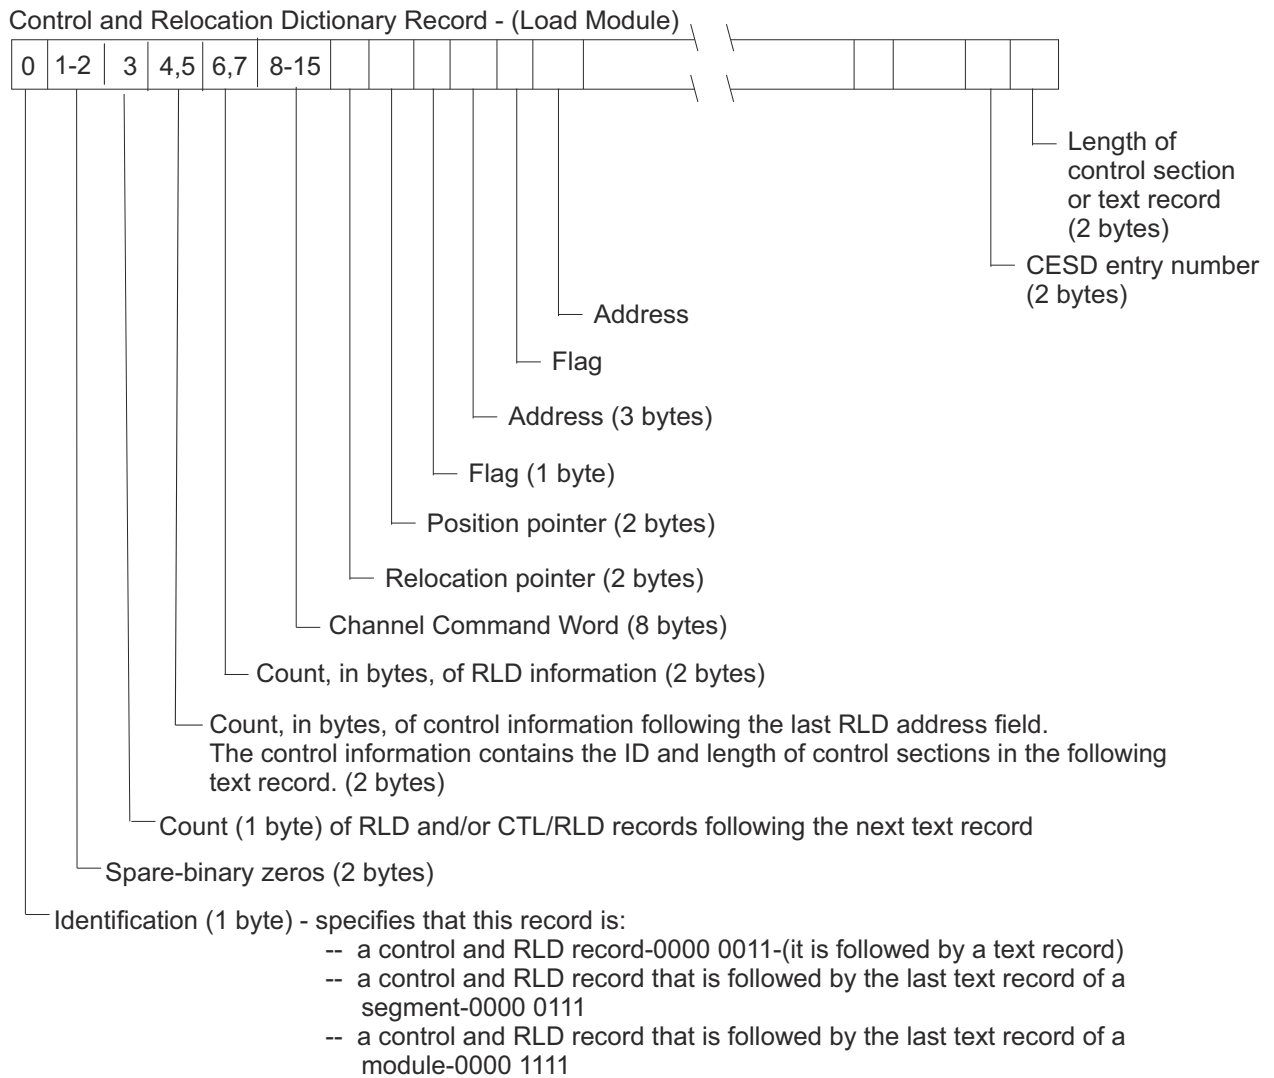 Control and Relocation Dictionary Record - (Load Module)
0 1-2 3 4,5 6,7 8-15
Length of
control section
or text record
(2 bytes)
CESD entry number
(2 bytes)
Address
Flag
Address (3 bytes)
Flag (1 byte)
Position pointer (2 bytes)
Relocation pointer (2 bytes)
Channel Command Word (8 bytes)
Count, in bytes, of RLD information (2 bytes)
Count, in bytes, of control information following the last RLD address field.
The control information contains the ID and length of control sections in the following
text record. (2 bytes)
Count (1 byte) of RLD and/or CTL/RLD records following the next text record
Spare-binary zeros (2 bytes)
Identification (1 byte) - specifies that this record is:
-- a control and RLD record-0000 0011-(it is followed by a text record)
-- a control and RLD record that is followed by the last text record of a
segment-0000 0111
-- a control and RLD record that is followed by the last text record of a
module-0000 1111